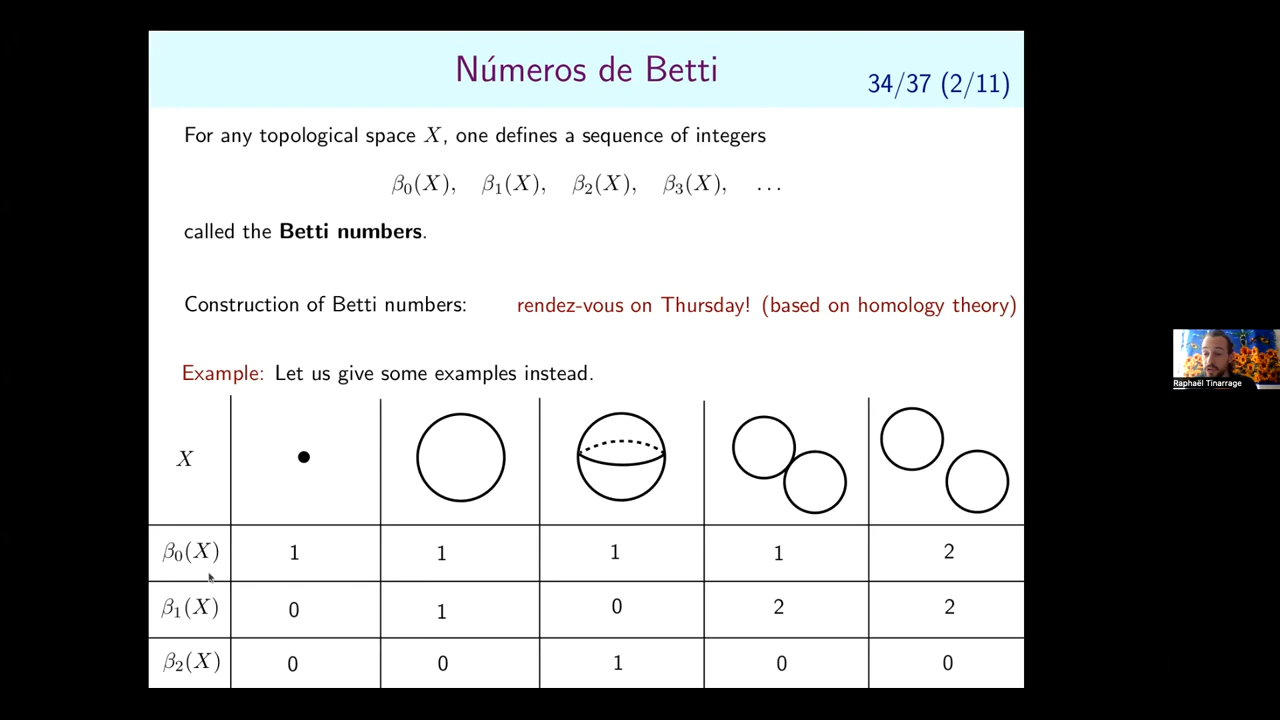 Números de Betti
34/37 (2/11)
For any topological space X, one defines a sequence of integers
β₀(X), β₁(X), β₂(X), β₃(X), ...
called the Betti numbers.
Construction of Betti numbers: rendez-vous on Thursday! (based on homology theory)
Raphaël Tinarrage
Example: Let us give some examples instead.
X
β₀(X) 1 1 1 1 2
β₁(X) 0 1 0 2 2
β₂(X) 0 0 1 0 0